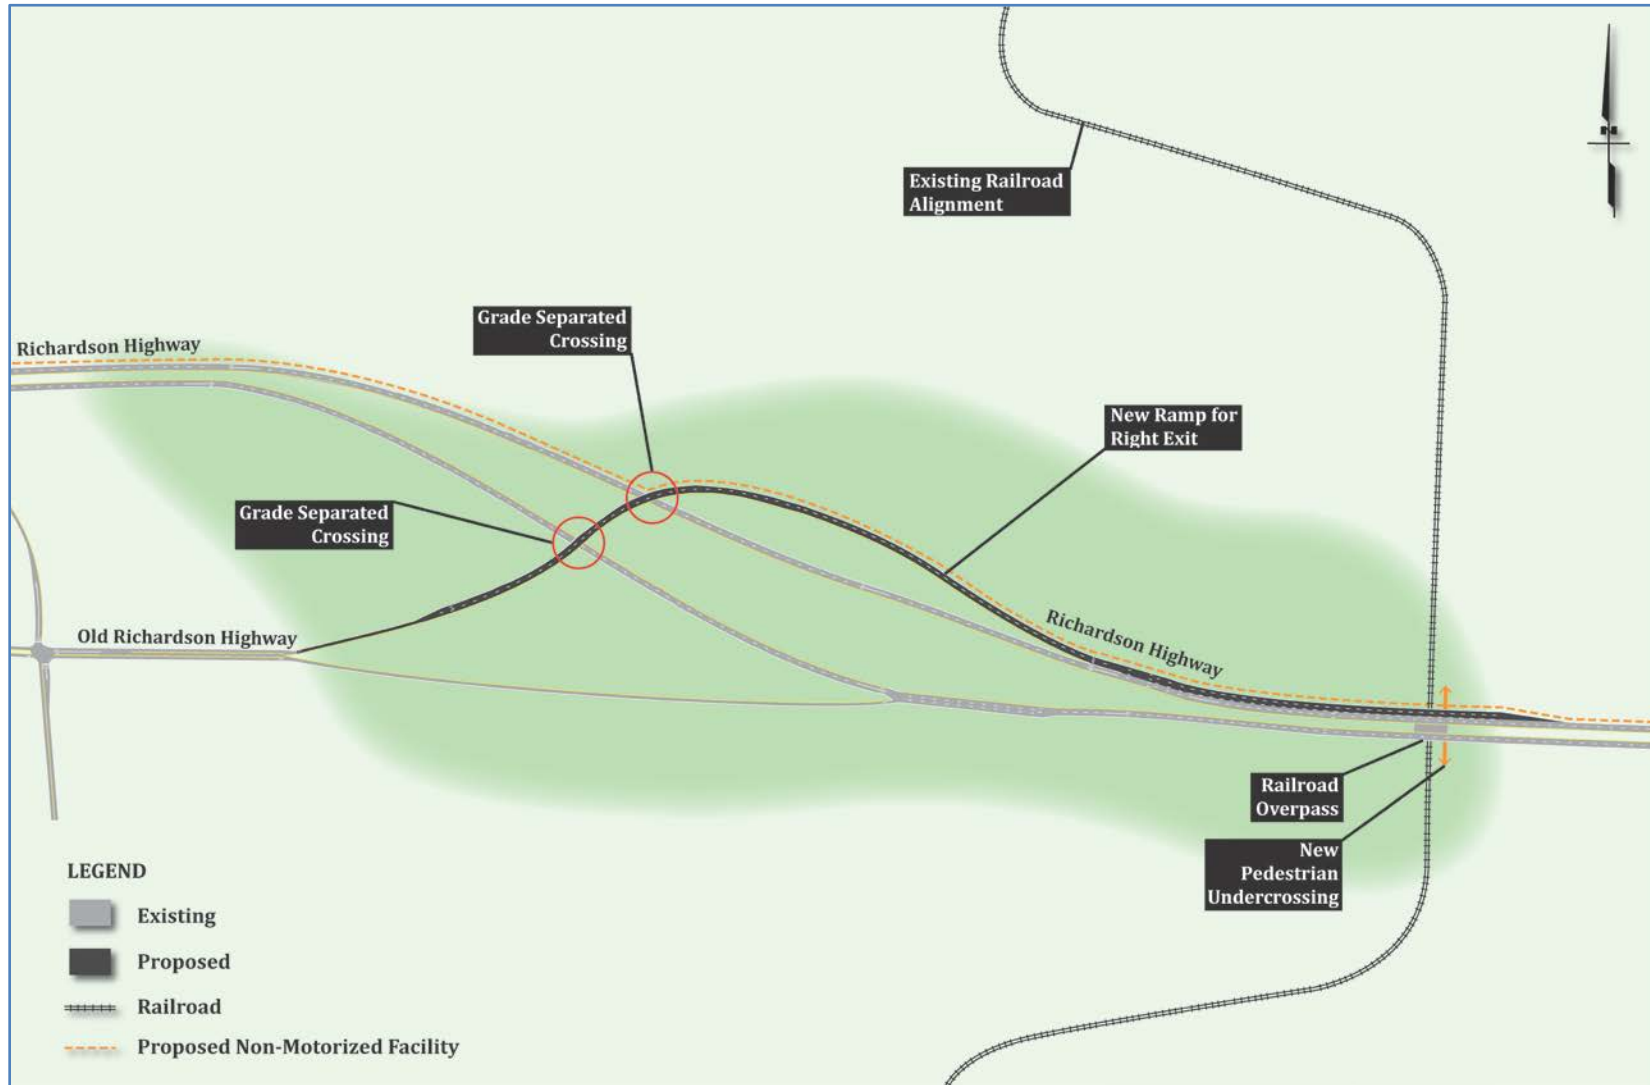 N
Existing Railroad
Alignment
Grade Separated
Crossing
Richardson Highway
New Ramp for
Right Exit
Grade Separated
Crossing
Old Richardson Highway
Richardson Highway
Railroad
Overpass
New
Pedestrian
Undercrossing
LEGEND
Existing
Proposed
Railroad
Proposed Non-Motorized Facility